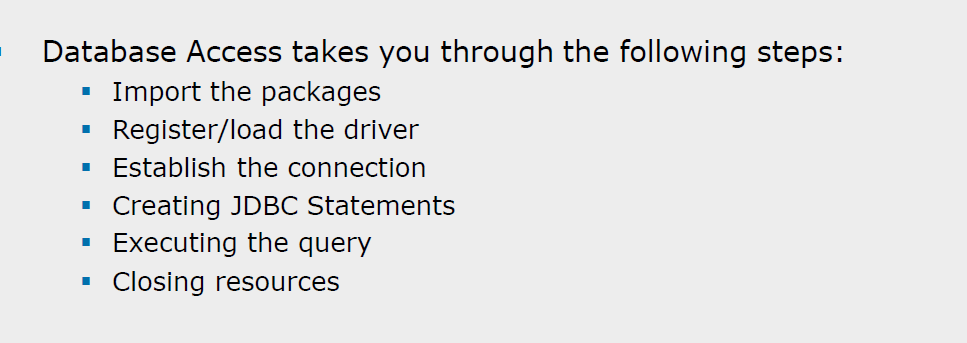 Database Access takes you through the following steps:
Import the packages
Register/load the driver
Establish the connection
Creating JDBC Statements
Executing the query
Closing resources